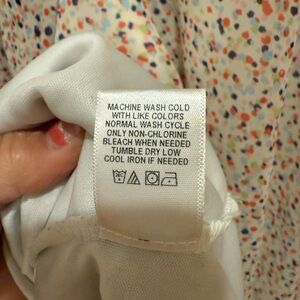 MACHINE WASH COLD
WITH LIKE COLORS
NORMAL WASH CYCLE
ONLY NON-CHLORINE
BLEACH WHEN NEEDED
TUMBLE DRY LOW
COOL IRON IF NEEDED